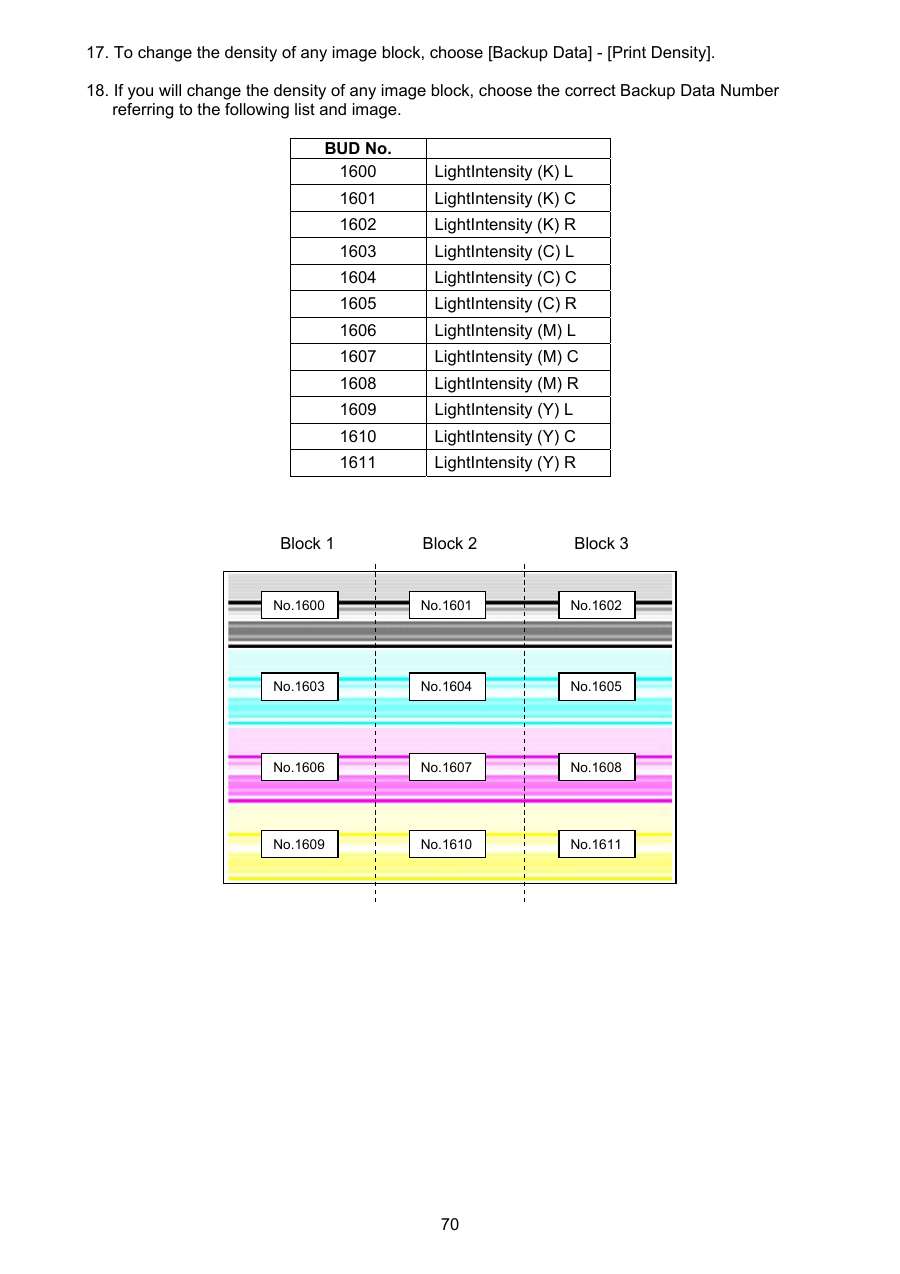 17. To change the density of any image block, choose [Backup Data] - [Print Density].
18. If you will change the density of any image block, choose the correct Backup Data Number
referring to the following list and image.
BUD No.
1600 LightIntensity (K) L
1601 LightIntensity (K) C
1602 LightIntensity (K) R
1603 LightIntensity (C) L
1604 LightIntensity (C) C
1605 LightIntensity (C) R
1606 LightIntensity (M) L
1607 LightIntensity (M) C
1608 LightIntensity (M) R
1609 LightIntensity (Y) L
1610 LightIntensity (Y) C
1611 LightIntensity (Y) R
Block 1 Block 2 Block 3
No.1600 No.1601 No.1602
No.1603 No.1604 No.1605
No.1606 No.1607 No.1608
No.1609 No.1610 No.1611
70